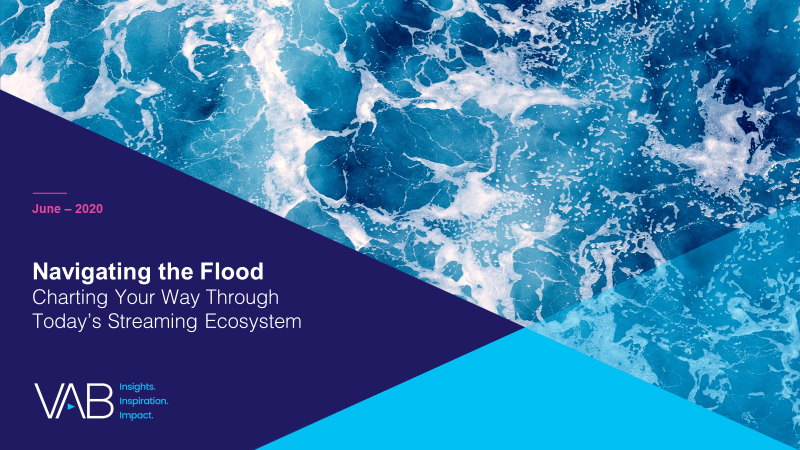 June – 2020
Navigating the Flood
Charting Your Way Through
Today's Streaming Ecosystem
VAB
Insights.
Inspiration.
Impact.